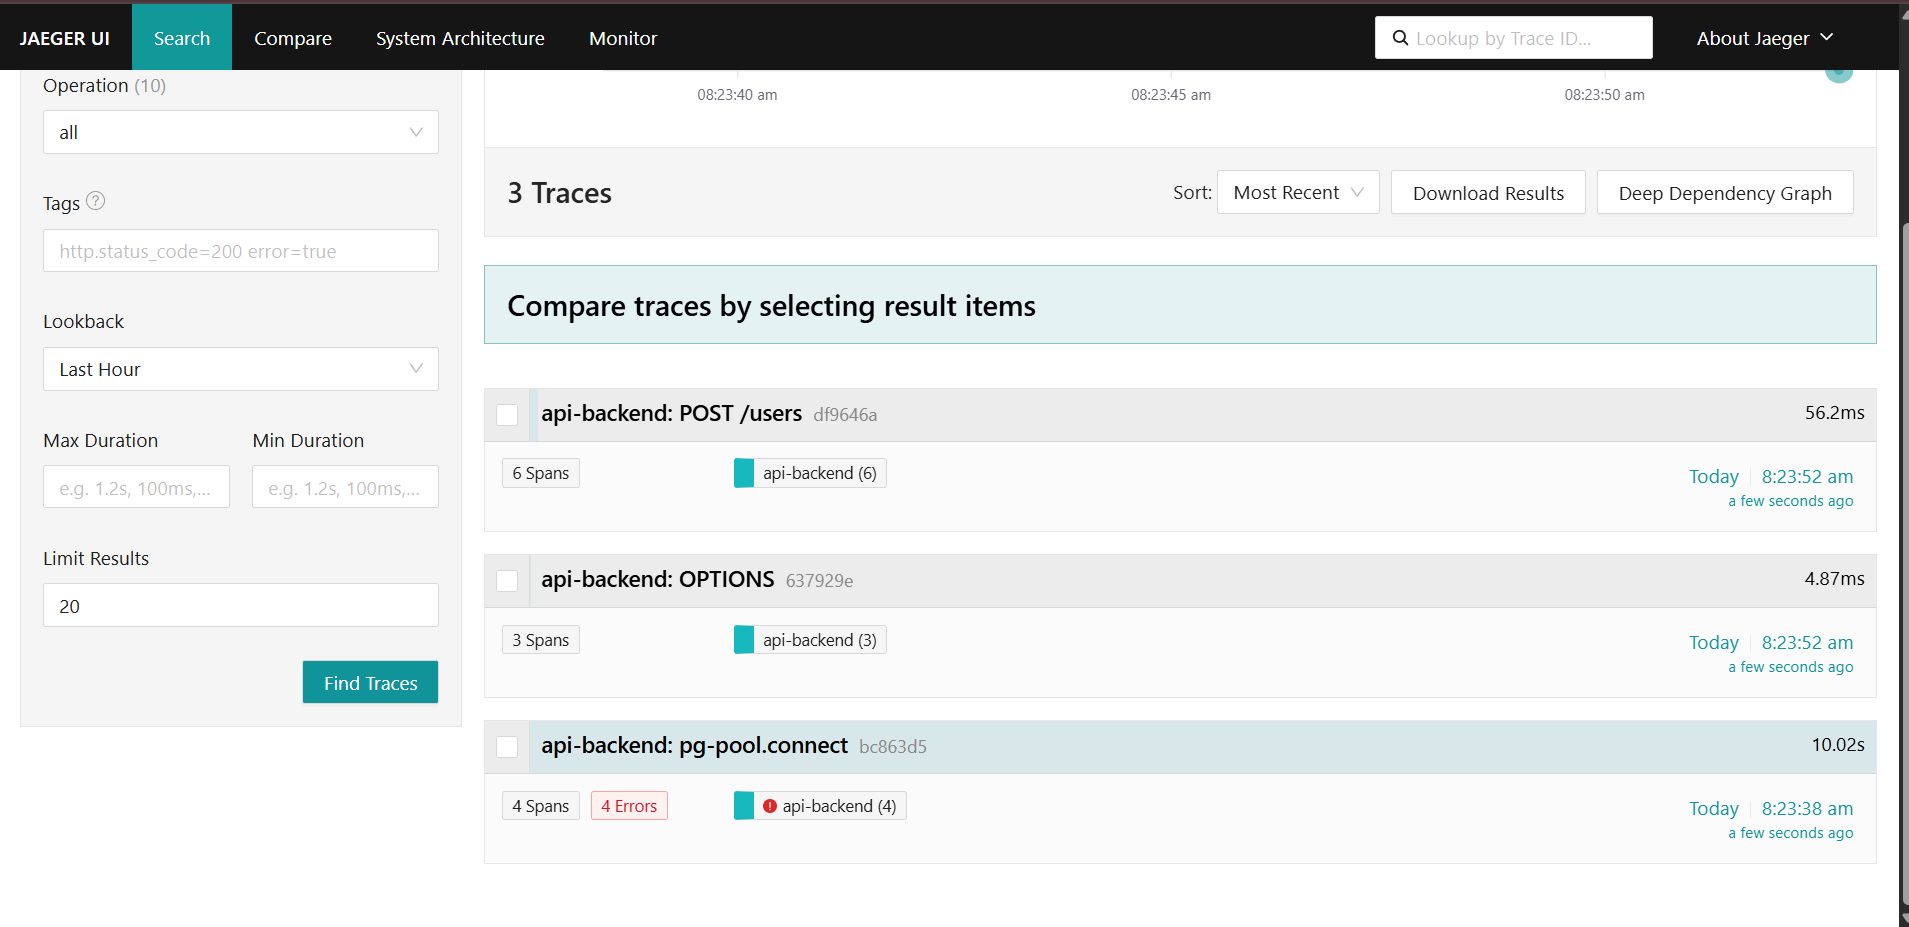 JAEGER UI Search Compare System Architecture Monitor Lookup by Trace ID... About Jaeger
Operation (10)
all
Tags ?
http.status_code=200 error=true
Lookback
Last Hour
Max Duration Min Duration
e.g. 1.2s, 100ms,... e.g. 1.2s, 100ms,...
Limit Results
20
Find Traces
08:23:40 am 08:23:45 am 08:23:50 am
3 Traces Sort: Most Recent Download Results Deep Dependency Graph
Compare traces by selecting result items
api-backend: POST /users df9646a 56.2ms
6 Spans api-backend (6) Today 8:23:52 am
a few seconds ago
api-backend: OPTIONS 637929e 4.87ms
3 Spans api-backend (3) Today 8:23:52 am
a few seconds ago
api-backend: pg-pool.connect bc863d5 10.02s
4 Spans 4 Errors api-backend (4) Today 8:23:38 am
a few seconds ago